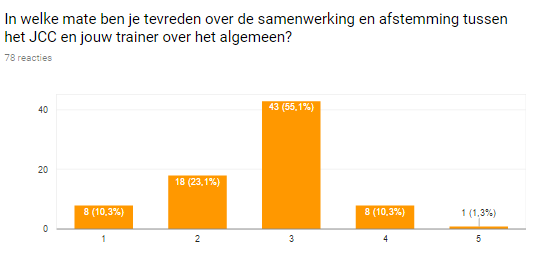 In welke mate ben je tevreden over de samenwerking en afstemming tussen
het JCC en jouw trainer over het algemeen?
78 reacties
40
20
0
8 (10,3%)
18 (23,1%)
43 (55,1%)
8 (10,3%)
1 (1,3%)
1 2 3 4 5